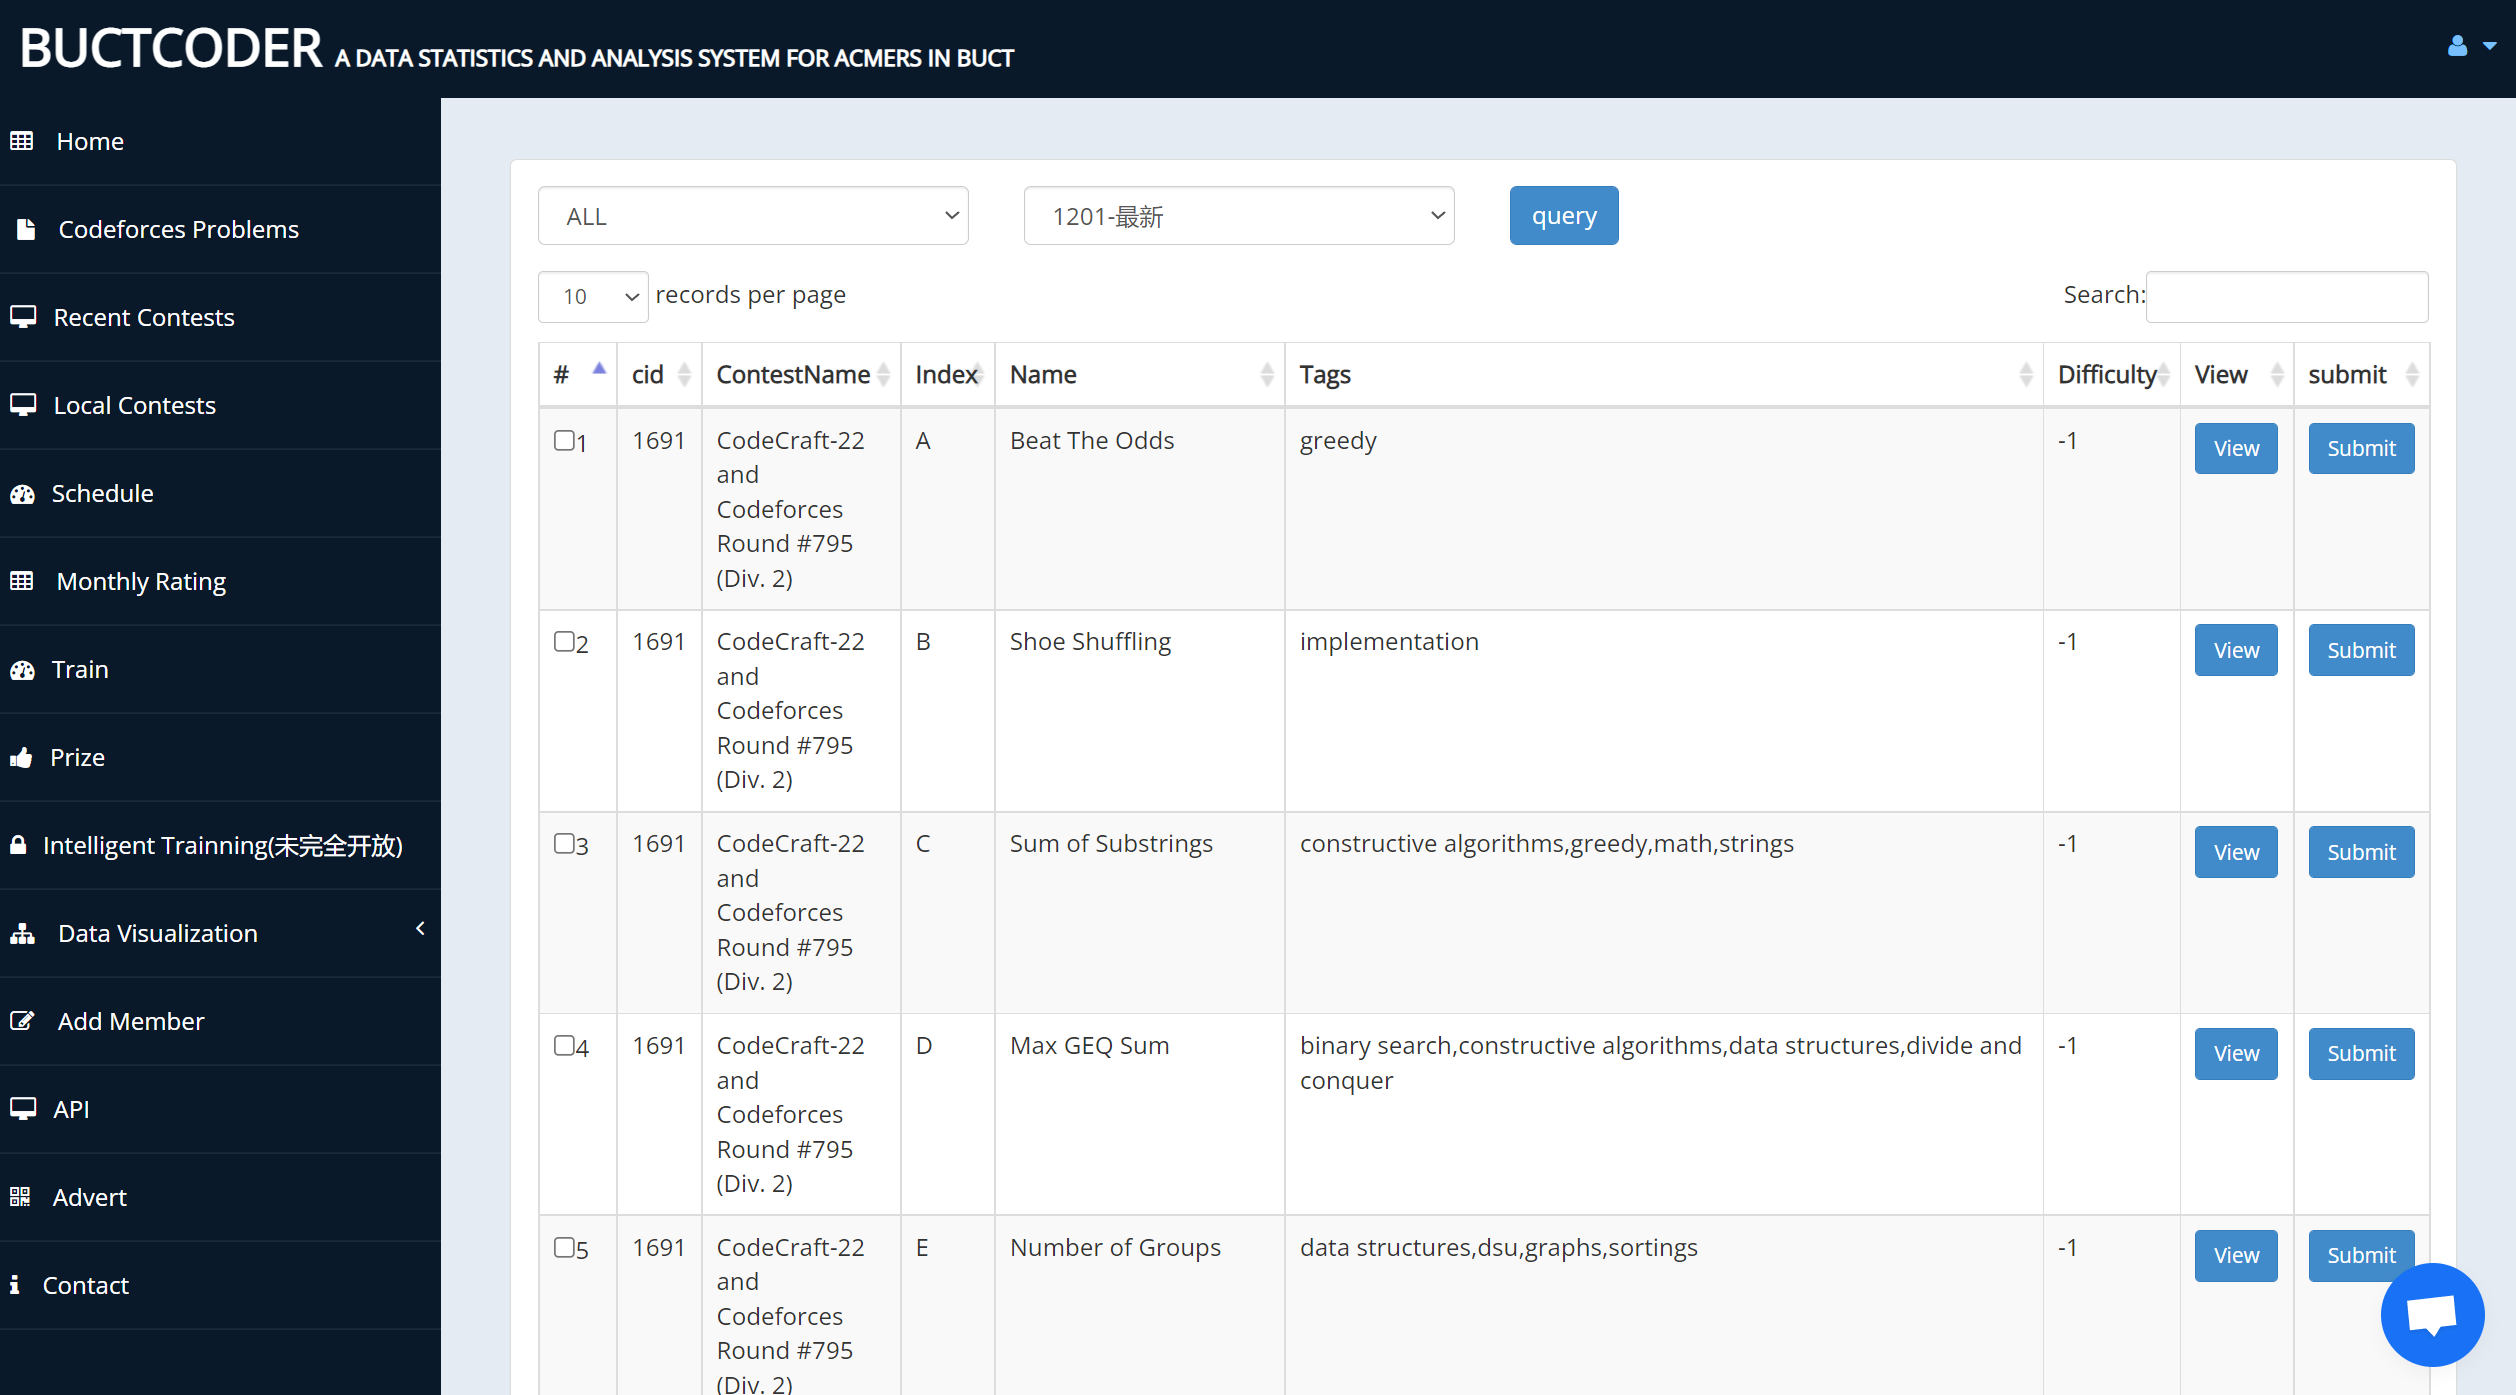 BUCTCODER A DATA STATISTICS AND ANALYSIS SYSTEM FOR ACMERS IN BUCT
Home
Codeforces Problems
Recent Contests
Local Contests
Schedule
Monthly Rating
Train
Prize
Intelligent Trainning(未完全开放)
Data Visualization
Add Member
API
Advert
Contact
ALL 1201-最新 query
10 records per page Search:
# cid ContestName Index Name Tags Difficulty View submit
1 1691 CodeCraft-22 A Beat The Odds greedy -1 View Submit
and
Codeforces
Round #795
(Div. 2)
2 1691 CodeCraft-22 B Shoe Shuffling implementation -1 View Submit
and
Codeforces
Round #795
(Div. 2)
3 1691 CodeCraft-22 C Sum of Substrings constructive algorithms,greedy,math,strings -1 View Submit
and
Codeforces
Round #795
(Div. 2)
4 1691 CodeCraft-22 D Max GEQ Sum binary search,constructive algorithms,data structures,divide and -1 View Submit
and conquer
Codeforces
Round #795
(Div. 2)
5 1691 CodeCraft-22 E Number of Groups data structures,dsu,graphs,sortings -1 View Submit
and
Codeforces
Round #795
(Div. 2)